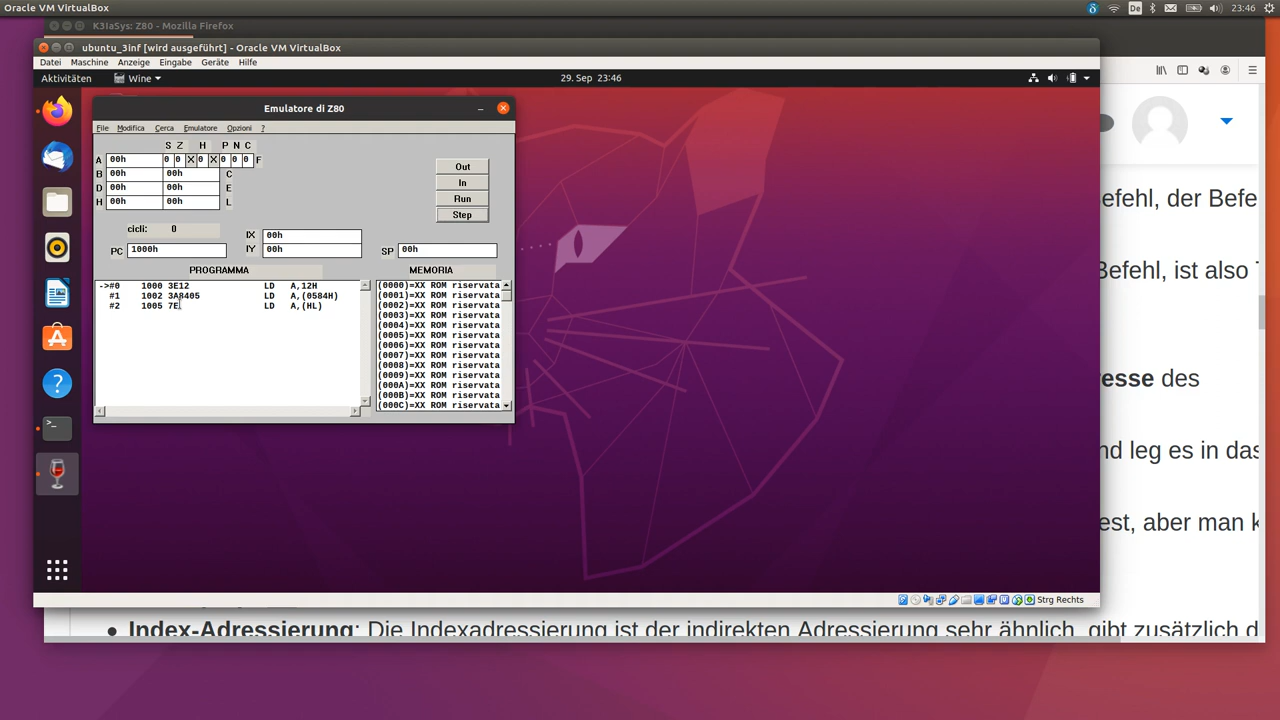 Oracle VM VirtualBox
De
23:46
K3IaSys: Z80 - Mozilla Firefox
ubuntu_3inf [wird ausgeführt] - Oracle VM VirtualBox
Datei Maschine Anzeige Eingabe Geräte Hilfe
Aktivitäten Wine 29. Sep 23:46
Emulatore di Z80
File Modifica Cerca Emulatore Opzioni ?
S Z H P N C
A 00h 0 0 X 0 X 0 0 0 F
B 00h 00h C
D 00h 00h E
H 00h 00h L
Out
In
Run
Step
cicli: 0
IX 00h
PC 1000h IY 00h SP 00h
PROGRAMMA MEMORIA
->#0 1000 3E12 LD A,12H
#1 1002 3A8405 LD A,(0584H)
#2 1005 7E LD A,(HL)
(0000)=XX ROM riservata
(0001)=XX ROM riservata
(0002)=XX ROM riservata
(0003)=XX ROM riservata
(0004)=XX ROM riservata
(0005)=XX ROM riservata
(0006)=XX ROM riservata
(0007)=XX ROM riservata
(0008)=XX ROM riservata
(0009)=XX ROM riservata
(000A)=XX ROM riservata
(000B)=XX ROM riservata
(000C)=XX ROM riservata
Strg Rechts
efehl, der Befe
Befehl, ist also
resse des
nd leg es in das
est, aber man k
Index-Adressierung: Die Indexadressierung ist der indirekten Adressierung sehr ähnlich, gibt zusätzlich d